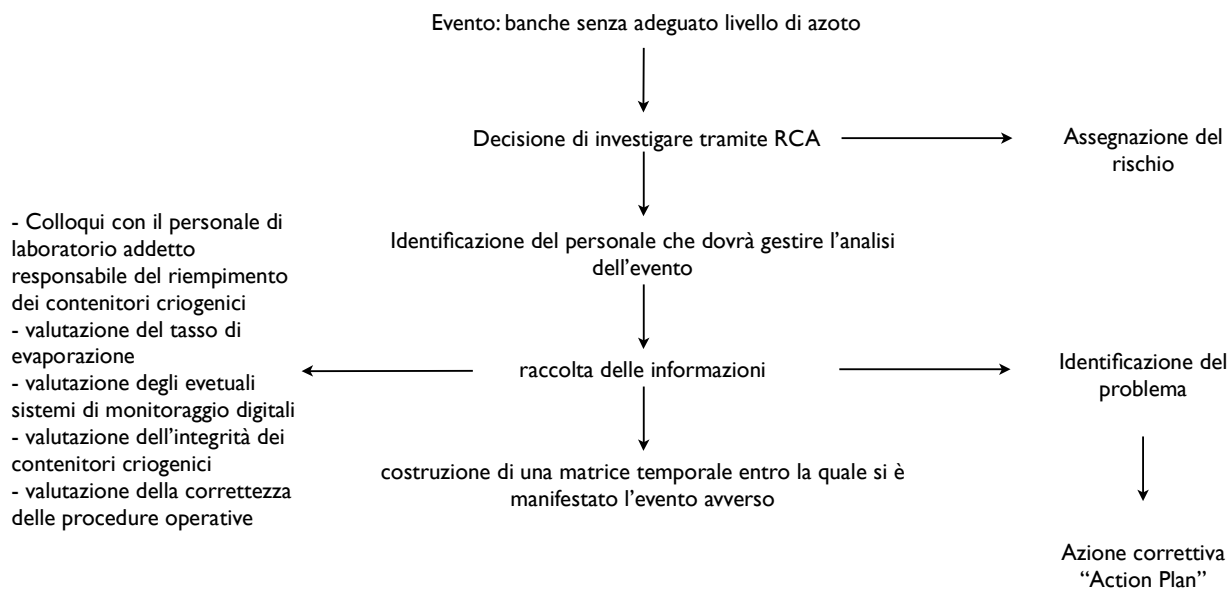 Evento: banche senza adeguato livello di azoto
Decisione di investigare tramite RCA
Assegnazione del
rischio
- Colloqui con il personale di
laboratorio addetto
responsabile del riempimento
dei contenitori criogenici
- valutazione del tasso di
evaporazione
- valutazione degli evetuali
sistemi di monitoraggio digitali
- valutazione dell'integrità dei
contenitori criogenici
- valutazione della correttezza
delle procedure operative
Identificazione del personale che dovrà gestire l'analisi
dell'evento
raccolta delle informazioni
Identificazione del
problema
costruzione di una matrice temporale entro la quale si è
manifestato l'evento avverso
Azione correttiva
“Action Plan”